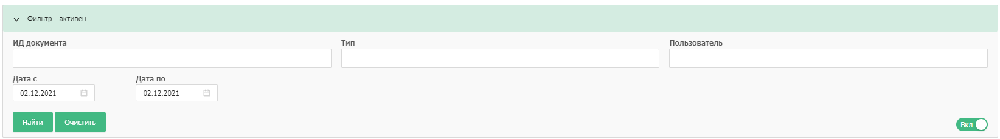 Фильтр - активен
ИД документа Тип Пользователь
Дата с Дата по
02.12.2021 02.12.2021
Найти Очистить Вкл